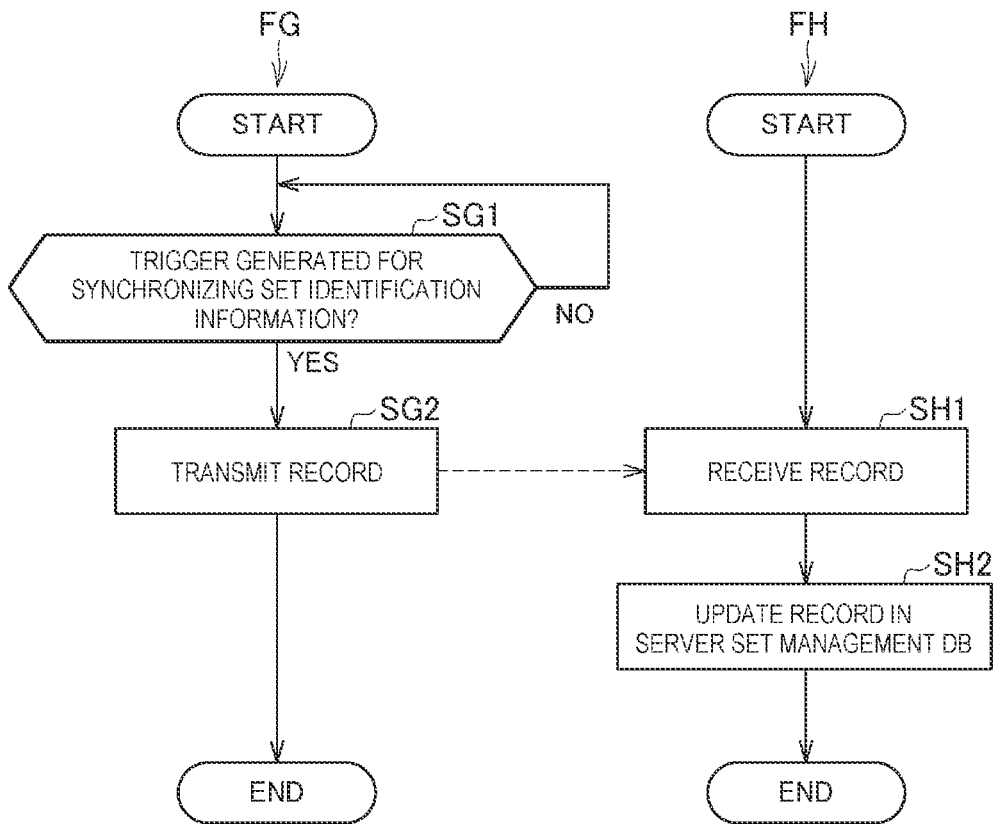 FG
START
SG1
TRIGGER GENERATED FOR
SYNCHRONIZING SET IDENTIFICATION
INFORMATION?
NO
YES
SG2
TRANSMIT RECORD
END
FH
START
SH1
RECEIVE RECORD
SH2
UPDATE RECORD IN
SERVER SET MANAGEMENT DB
END